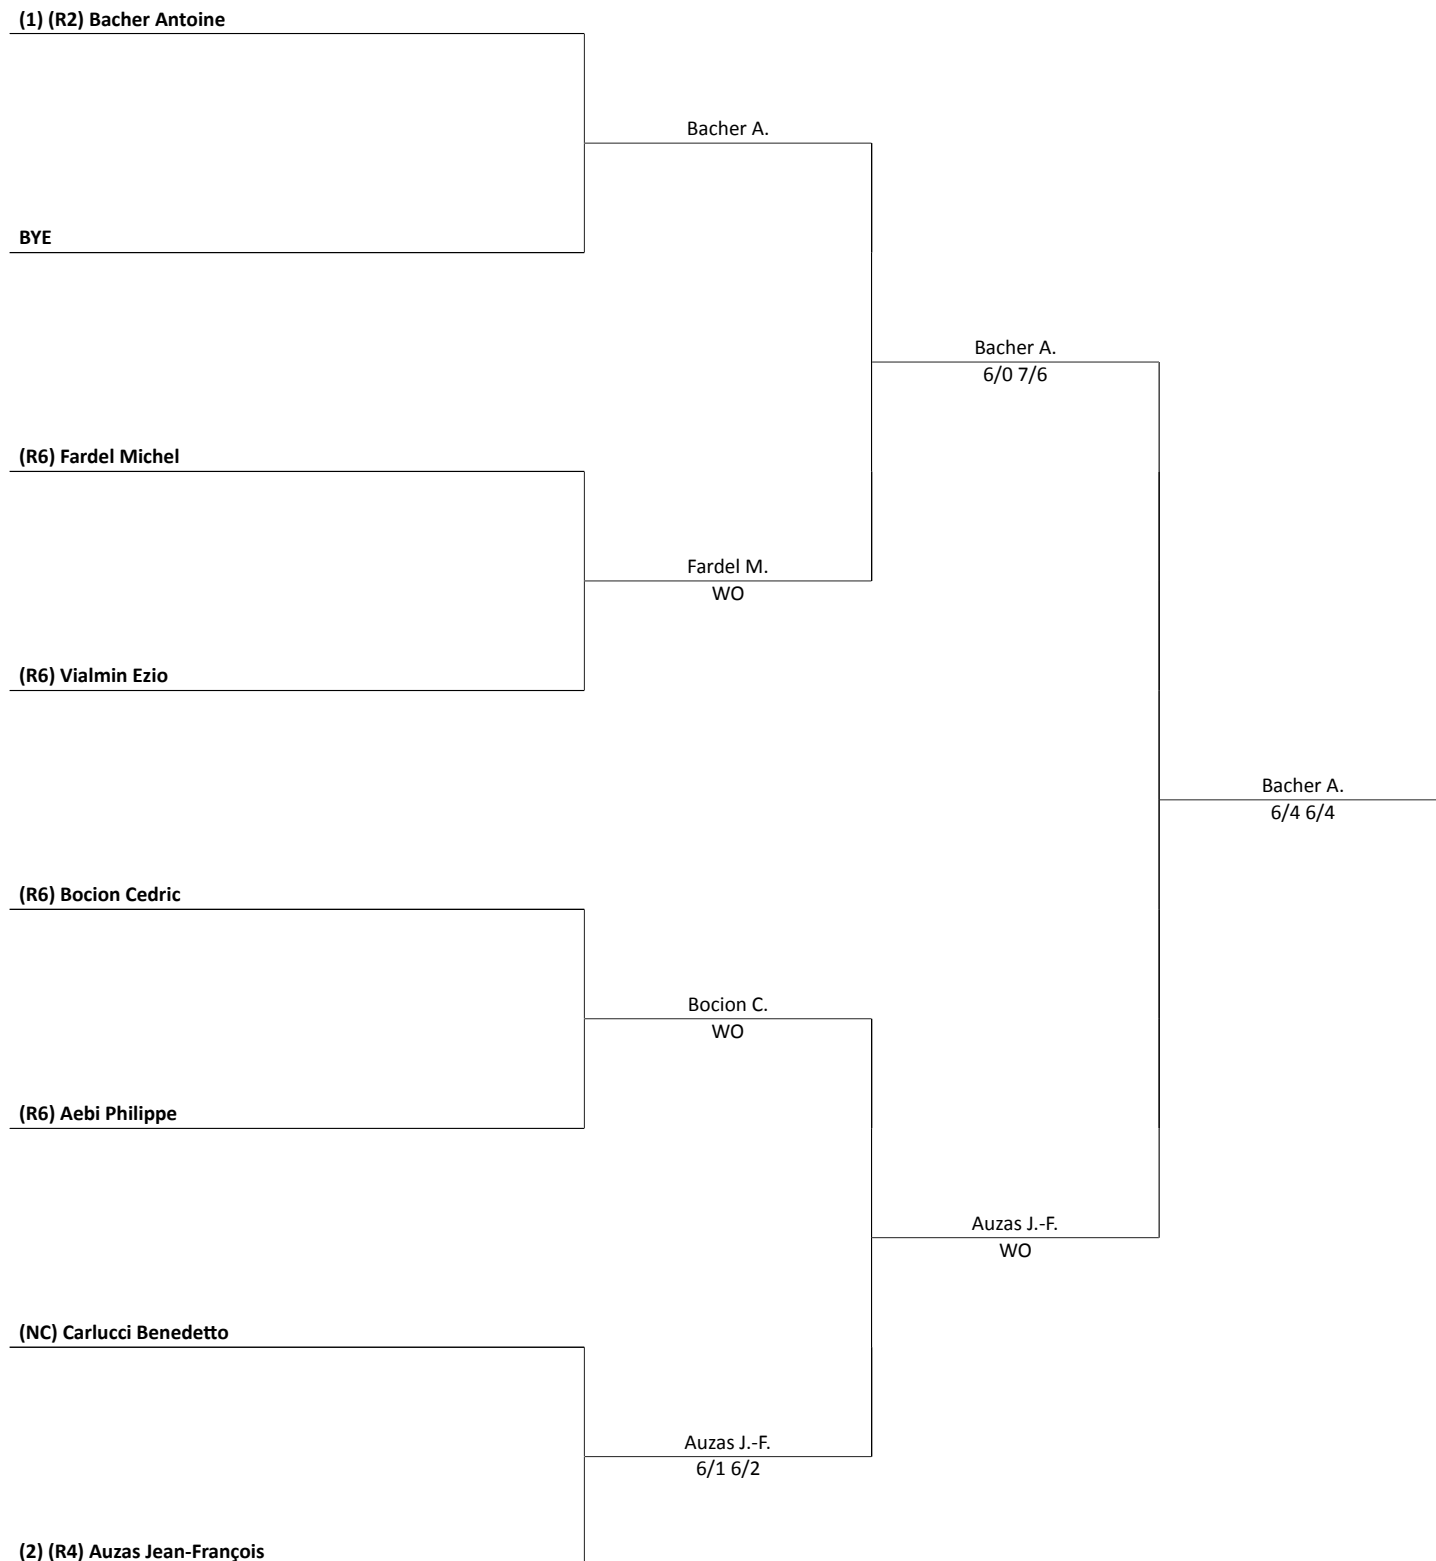 (1) (R2) Bacher Antoine
Bacher A.
BYE
Bacher A.
6/0 7/6
(R6) Fardel Michel
Fardel M.
WO
(R6) Vialmin Ezio
Bacher A.
6/4 6/4
(R6) Bocion Cedric
Bocion C.
WO
(R6) Aebi Philippe
Auzas J.-F.
WO
(NC) Carlucci Benedetto
Auzas J.-F.
6/1 6/2
(2) (R4) Auzas Jean-François